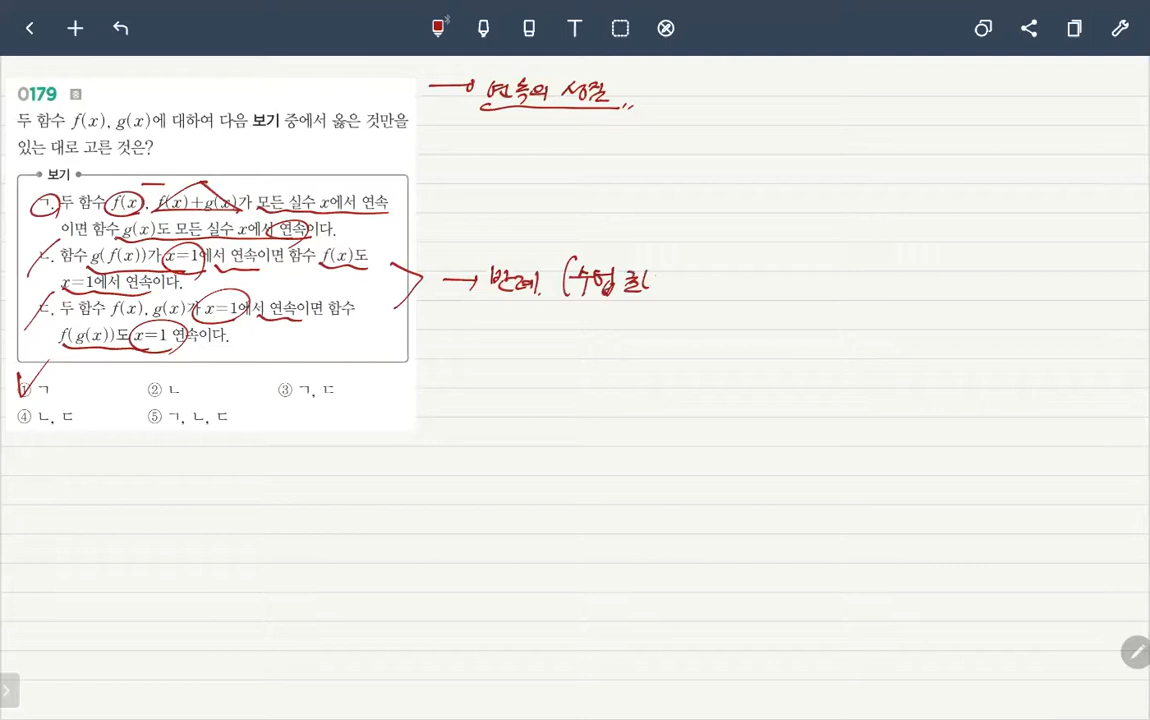 0179
→ 연속의 성질
두 함수 f(x), g(x)에 대하여 다음 보기 중에서 옳은 것만을
있는 대로 고른 것은?
보기
ㄱ. 두 함수 f(x), f(x)+g(x)가 모든 실수 x에서 연속
이면 함수 g(x)도 모든 실수 x에서 연속이다.
ㄴ. 함수 g(f(x))가 x=1에서 연속이면 함수 f(x)도
x=1에서 연속이다.
→ 반례. (수업
ㄷ. 두 함수 f(x), g(x)가 x=1에서 연속이면 함수
f(g(x))도 x=1 연속이다.
① ㄱ ② ㄴ ③ ㄱ, ㄷ
④ ㄴ, ㄷ ⑤ ㄱ, ㄴ, ㄷ